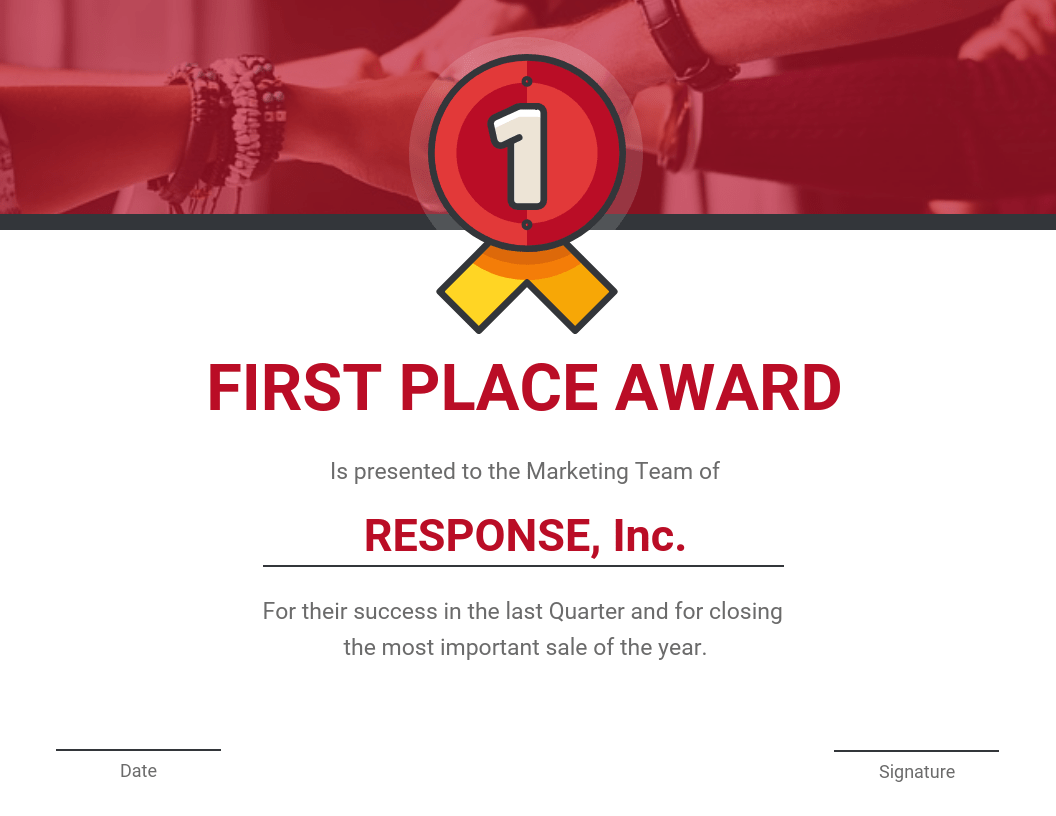 1
FIRST PLACE AWARD
Is presented to the Marketing Team of
RESPONSE, Inc.
For their success in the last Quarter and for closing
the most important sale of the year.
Date
Signature